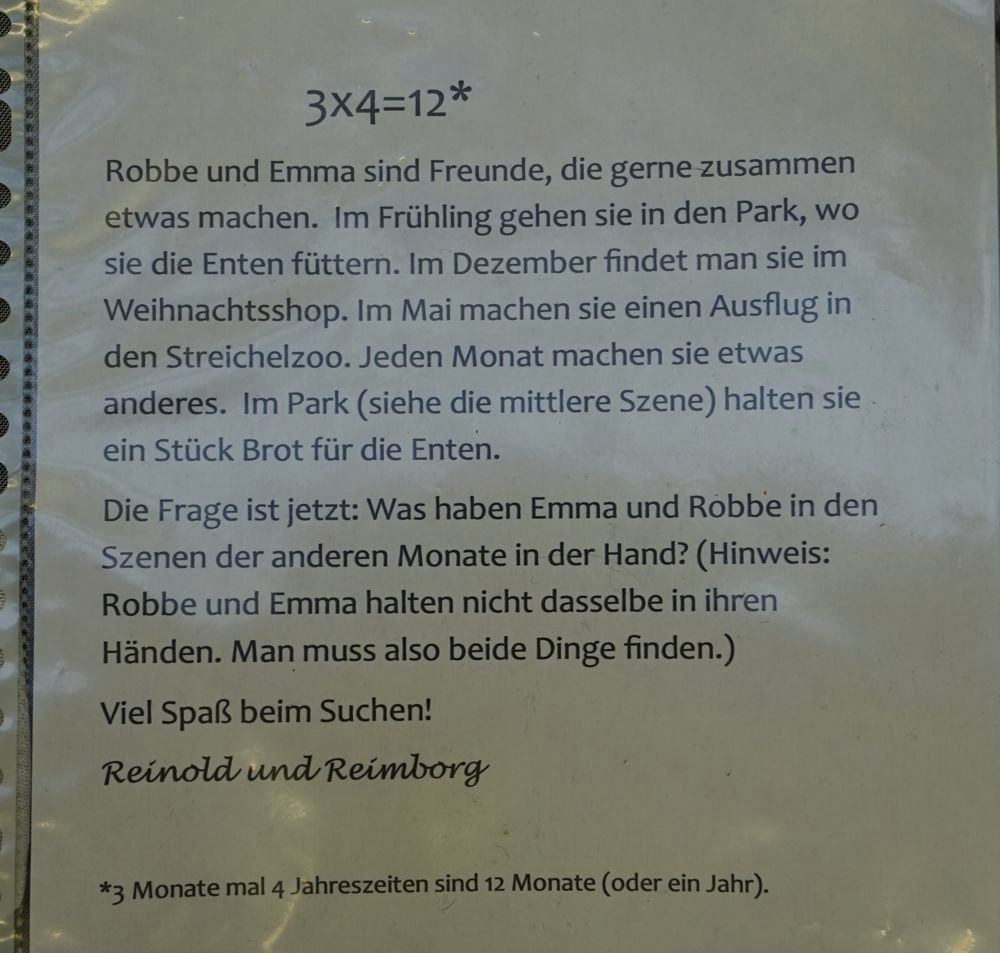 3x4=12*
Robbe und Emma sind Freunde, die gerne zusammen
etwas machen. Im Frühling gehen sie in den Park, wo
sie die Enten füttern. Im Dezember findet man sie im
Weihnachtsshop. Im Mai machen sie einen Ausflug in
den Streichelzoo. Jeden Monat machen sie etwas
anderes. Im Park (siehe die mittlere Szene) halten sie
ein Stück Brot für die Enten.
Die Frage ist jetzt: Was haben Emma und Robbe in den
Szenen der anderen Monate in der Hand? (Hinweis:
Robbe und Emma halten nicht dasselbe in ihren
Händen. Man muss also beide Dinge finden.)
Viel Spaß beim Suchen!
Reinold und Reimborg
*3 Monate mal 4 Jahreszeiten sind 12 Monate (oder ein Jahr).